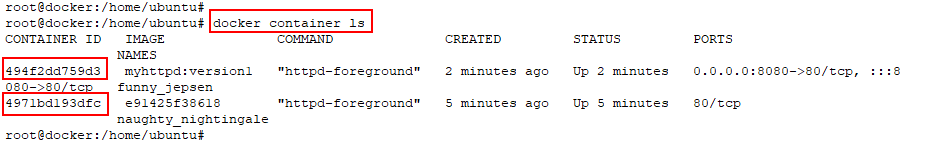 root@docker:/home/ubuntu#
root@docker:/home/ubuntu# docker container ls
CONTAINER ID   IMAGE              COMMAND              CREATED         STATUS         PORTS
               NAMES
494f2dd759d3   myhttpd:version1   "httpd-foreground"   2 minutes ago   Up 2 minutes   0.0.0.0:8080->80/tcp, :::8
080->80/tcp   funny_jepsen
4971bd193dfc   e91425f38618       "httpd-foreground"   5 minutes ago   Up 5 minutes   80/tcp
              naughty_nightingale
root@docker:/home/ubuntu#